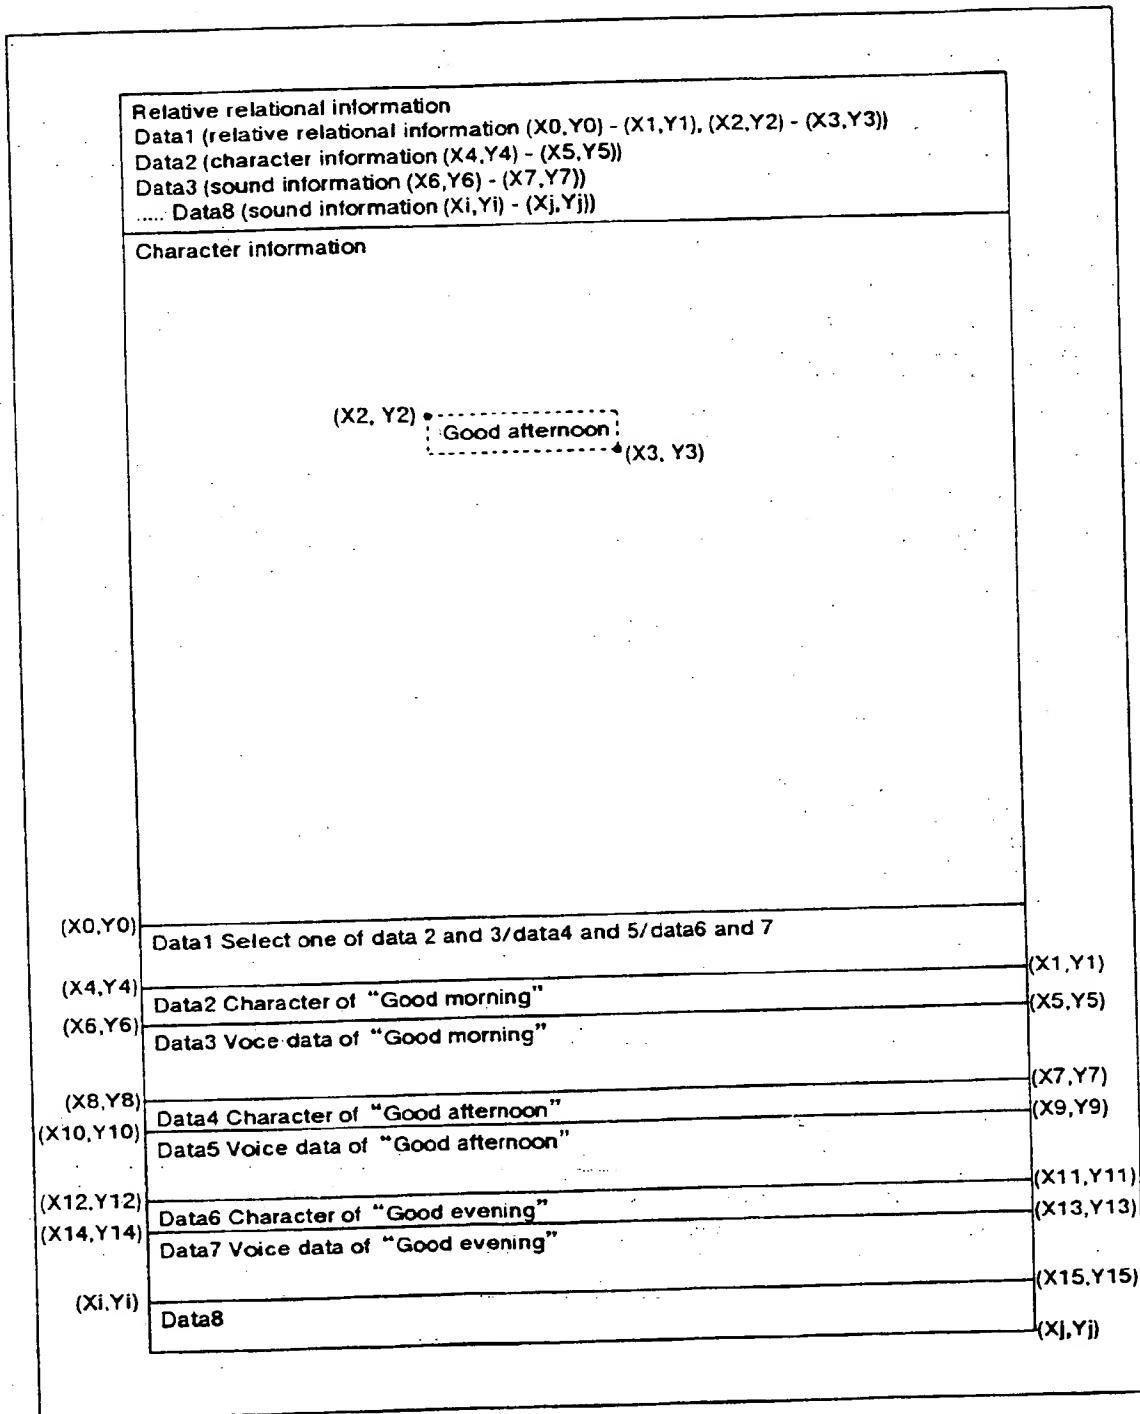 Relative relational information
Data1 (relative relational information (X0,Y0) - (X1,Y1), (X2,Y2) - (X3,Y3))
Data2 (character information (X4,Y4) - (X5,Y5))
Data3 (sound information (X6,Y6) - (X7,Y7))
..... Data8 (sound information (Xi,Yi) - (Xj,Yj))
Character information
(X2, Y2)
Good afternoon
(X3, Y3)
(X0,Y0)
Data1 Select one of data 2 and 3/data4 and 5/data6 and 7
(X1,Y1)
(X4,Y4)
Data2 Character of "Good morning"
(X5,Y5)
(X6,Y6)
Data3 Voce data of "Good morning"
(X7,Y7)
(X8,Y8)
Data4 Character of "Good afternoon"
(X9,Y9)
(X10,Y10)
Data5 Voice data of "Good afternoon"
(X11,Y11)
(X12,Y12)
Data6 Character of "Good evening"
(X13,Y13)
(X14,Y14)
Data7 Voice data of "Good evening"
(X15,Y15)
(Xi,Yi)
Data8
(Xj,Yj)